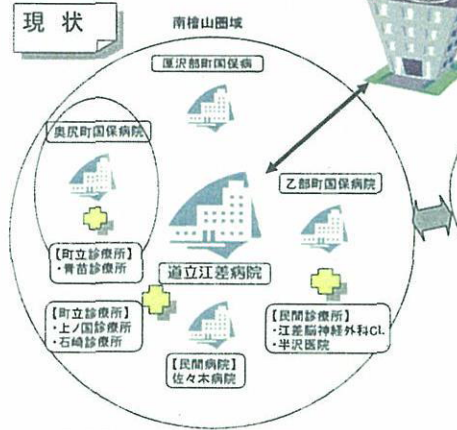 現状
南檜山圏域
厚沢部町国保病
奥尻町国保病院
乙部町国保病院
【町立診療所】
・青苗診療所
道立江差病院
【町立診療所】
・上ノ国診療所
・石崎診療所
【民間病院】
佐々木病院
【民間診療所】
・江差脳神経外科Cl.
・半沢医院